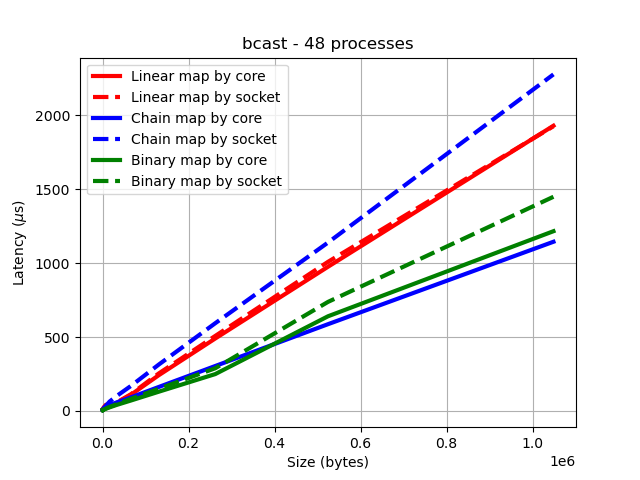 bcast - 48 processes
Linear map by core
Linear map by socket
Chain map by core
Chain map by socket
Binary map by core
Binary map by socket
Latency (μs)
2000
1500
1000
500
0
0.0 0.2 0.4 0.6 0.8 1.0
1e6
Size (bytes)